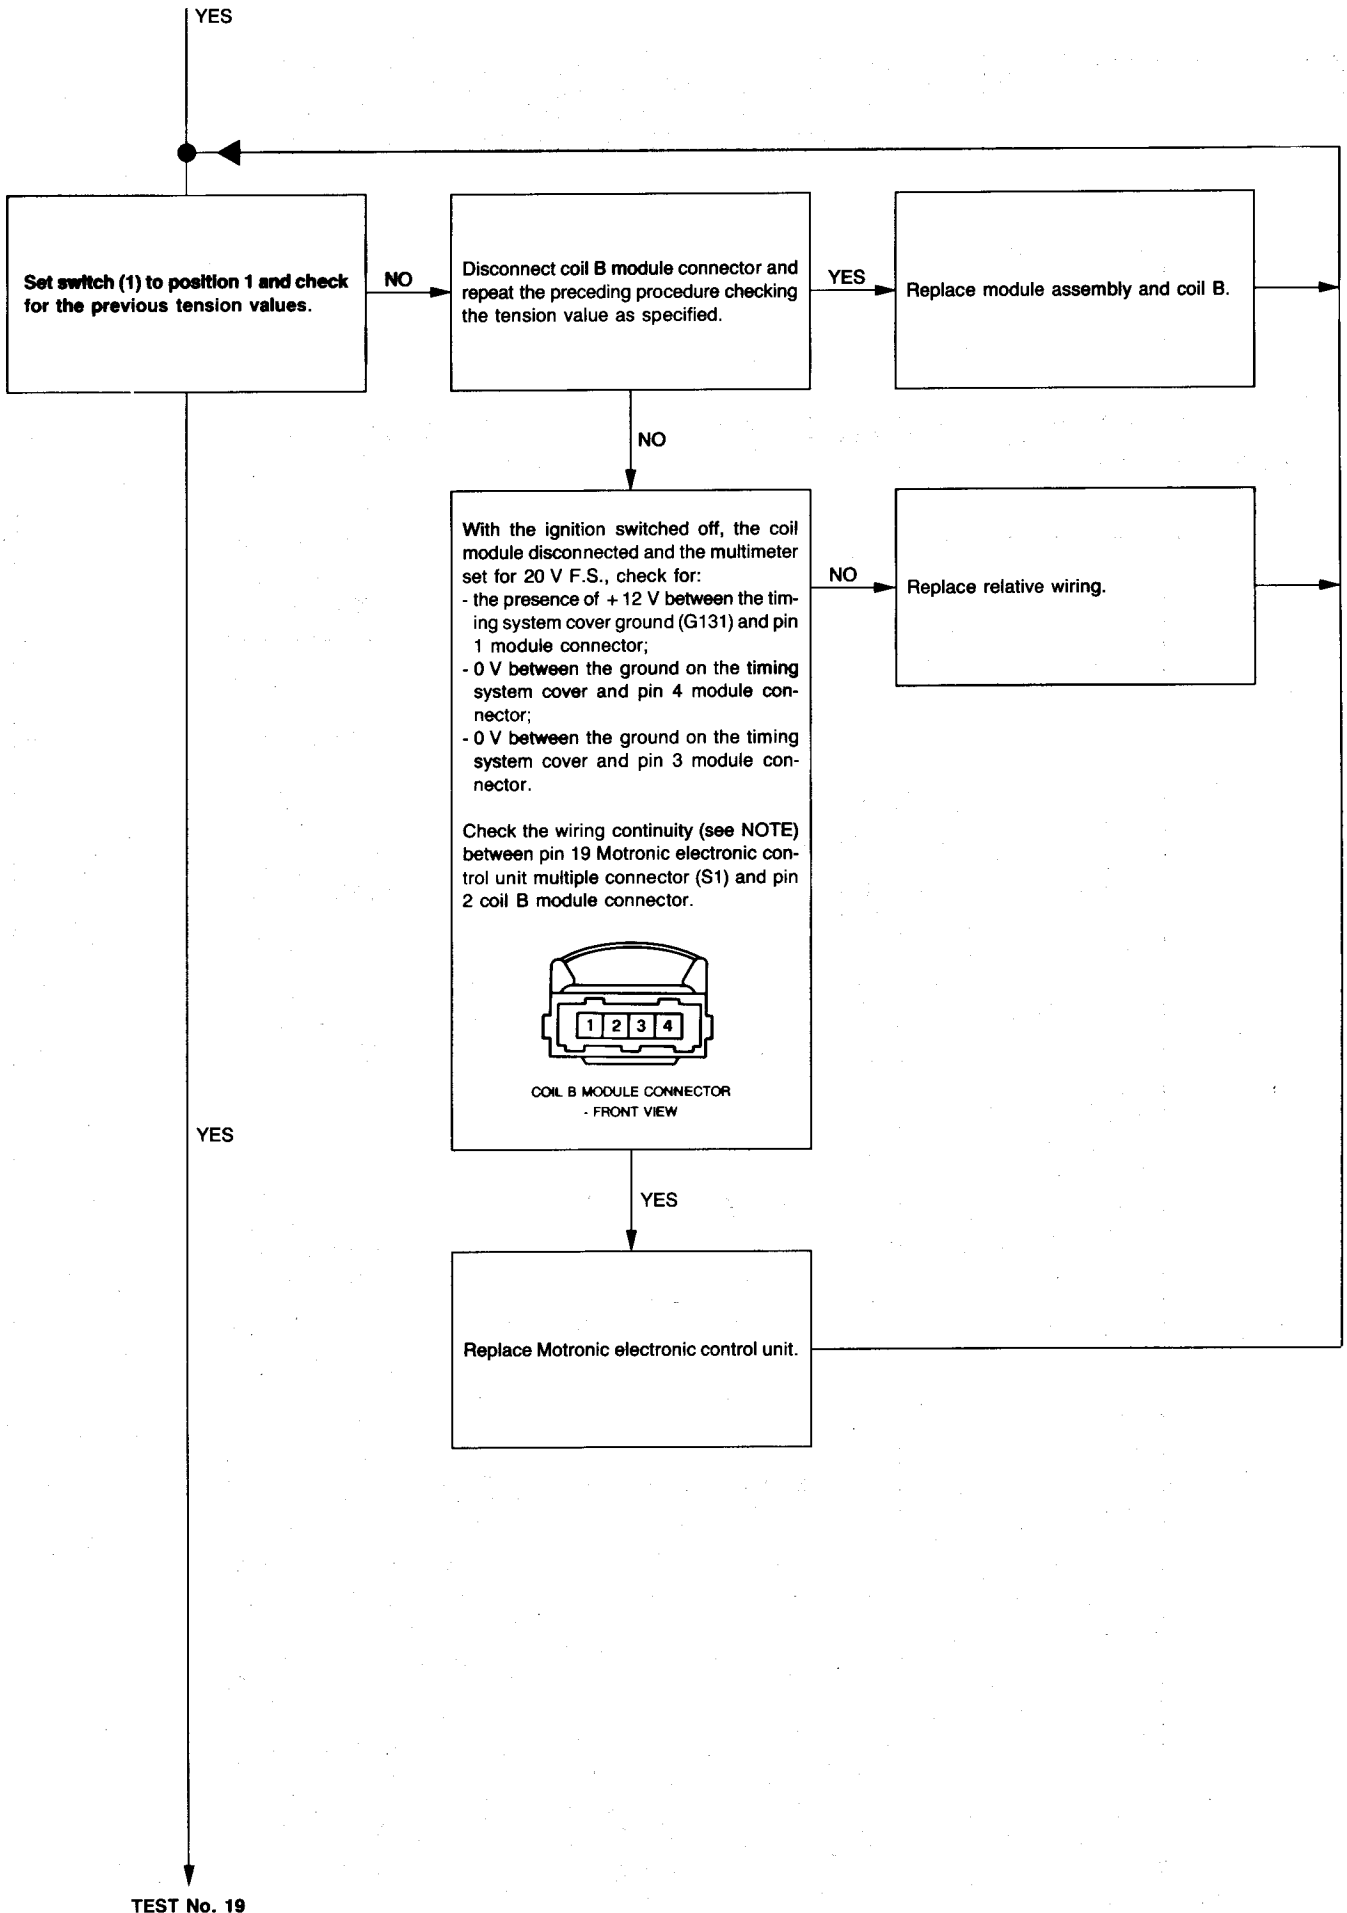 YES
Set switch (1) to position 1 and check
for the previous tension values.
NO
Disconnect coil B module connector and
repeat the preceding procedure checking
the tension value as specified.
YES
Replace module assembly and coil B.
NO
With the ignition switched off, the coil
module disconnected and the multimeter
set for 20 V F.S., check for:
- the presence of + 12 V between the tim-
ing system cover ground (G131) and pin
1 module connector;
- 0 V between the ground on the timing
system cover and pin 4 module con-
nector;
- 0 V between the ground on the timing
system cover and pin 3 module con-
nector.
Check the wiring continuity (see NOTE)
between pin 19 Motronic electronic con-
trol unit multiple connector (S1) and pin
2 coil B module connector.
1 2 3 4
COIL B MODULE CONNECTOR
- FRONT VIEW
NO
Replace relative wiring.
YES
YES
Replace Motronic electronic control unit.
TEST No. 19